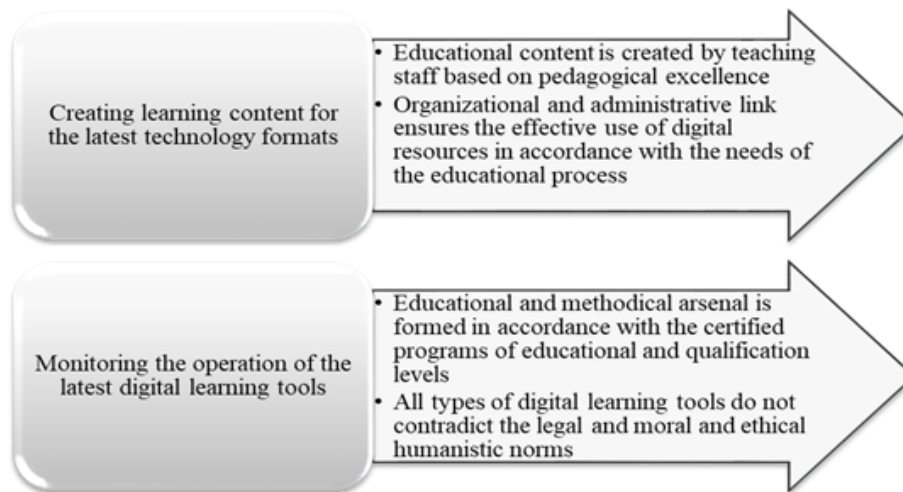 Creating learning content for
the latest technology formats
• Educational content is created by teaching
staff based on pedagogical excellence
• Organizational and administrative link
ensures the effective use of digital
resources in accordance with the needs of
the educational process
Monitoring the operation of the
latest digital learning tools
• Educational and methodical arsenal is
formed in accordance with the certified
programs of educational and qualification
levels
• All types of digital learning tools do not
contradict the legal and moral and ethical
humanistic norms